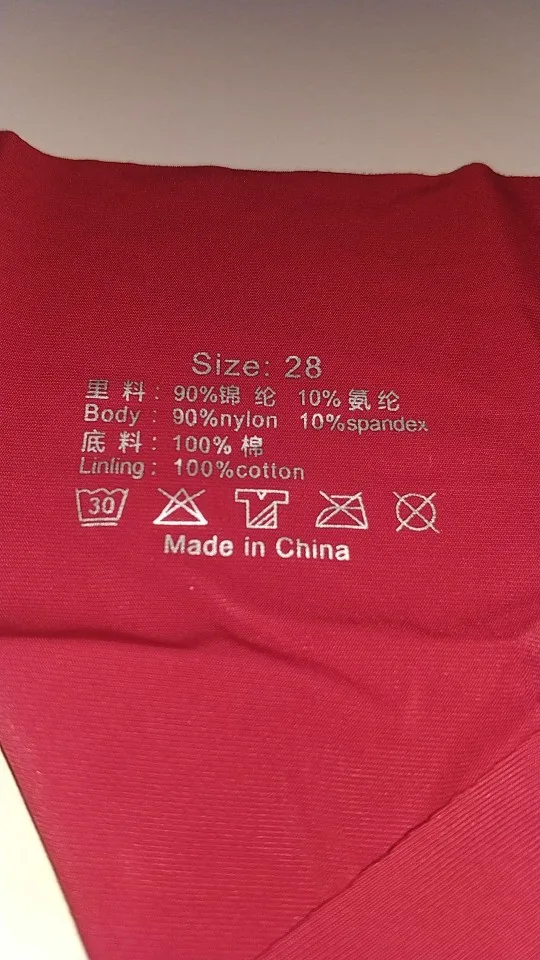 Size: 28
里 料: 90%锦 纶 10% 氨 纶
Body: 90%nylon 10%spandex
底 料: 100% 棉
Linling: 100%cotton
30
Made in China